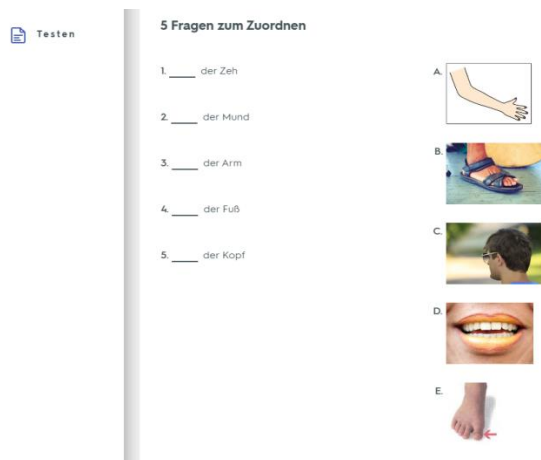 Testen
5 Fragen zum Zuordnen
1. ____ der Zeh
2. ____ der Mund
3. ____ der Arm
4. ____ der Fuß
5. ____ der Kopf
A.
B.
C.
D.
E.